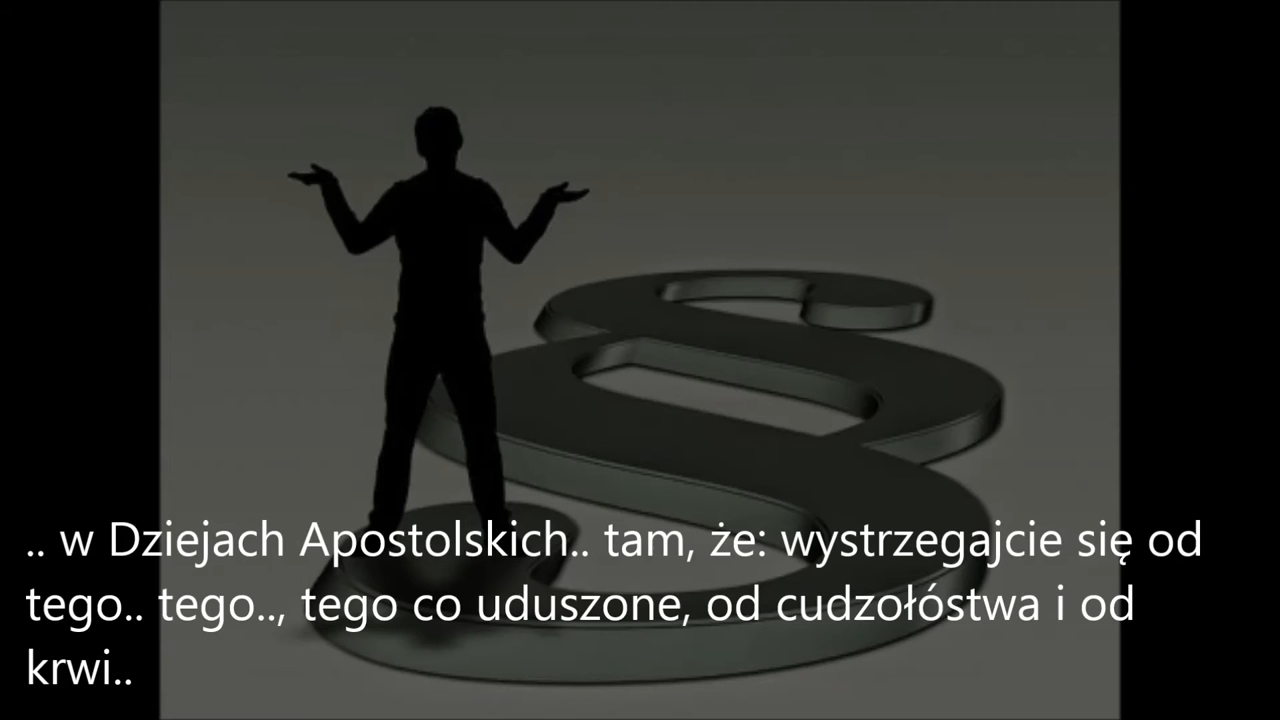 .. w Dziejach Apostolskich.. tam, że: wystrzegajcie się od
tego.. tego.., tego co uduszone, od cudzołóstwa i od
krwi..